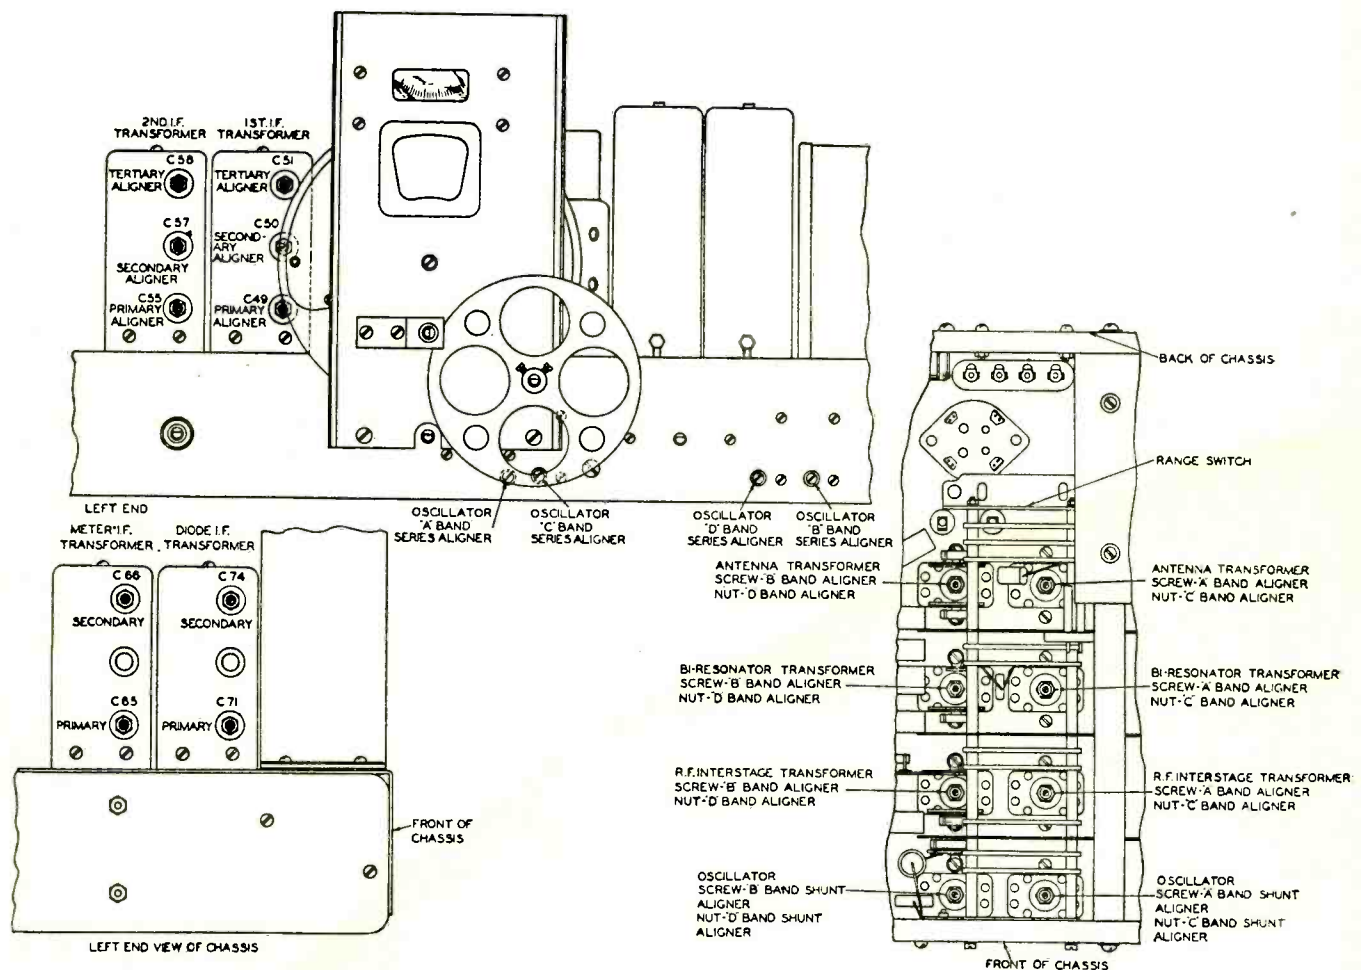 2ND. I.F.
TRANSFORMER
1ST. I.F.
TRANSFORMER
C58
TERTIARY
ALIGNER
C57
SECONDARY
ALIGNER
C55
PRIMARY
ALIGNER
C51
TERTIARY
ALIGNER
C50
SECOND-
ARY
ALIGNER
C49
PRIMARY
ALIGNER
LEFT END
OSCILLATOR
"A" BAND
SERIES ALIGNER
OSCILLATOR
"C" BAND
SERIES ALIGNER
OSCILLATOR
"D" BAND
SERIES ALIGNER
OSCILLATOR
"B" BAND
SERIES ALIGNER
METER I.F.
TRANSFORMER
DIODE I.F.
TRANSFORMER
C66
SECONDARY
C65
PRIMARY
C74
SECONDARY
C71
PRIMARY
FRONT OF
CHASSIS
LEFT END VIEW OF CHASSIS
BACK OF CHASSIS
RANGE SWITCH
ANTENNA TRANSFORMER
SCREW-"B" BAND ALIGNER
NUT-"D" BAND ALIGNER
ANTENNA TRANSFORMER
SCREW-"A" BAND ALIGNER
NUT-"C" BAND ALIGNER
BI-RESONATOR TRANSFORMER
SCREW-"B" BAND ALIGNER
NUT-"D" BAND ALIGNER
BI-RESONATOR TRANSFORMER
SCREW-"A" BAND ALIGNER
NUT-"C" BAND ALIGNER
R.F. INTERSTAGE TRANSFORMER
SCREW-"B" BAND ALIGNER
NUT-"D" BAND ALIGNER
R.F. INTERSTAGE TRANSFORMER
SCREW-"A" BAND ALIGNER
NUT-"C" BAND ALIGNER
OSCILLATOR
SCREW-"B" BAND SHUNT
ALIGNER
NUT-"D" BAND SHUNT
ALIGNER
OSCILLATOR
SCREW-"A" BAND SHUNT
ALIGNER
NUT-"C" BAND SHUNT
ALIGNER
FRONT OF CHASSIS